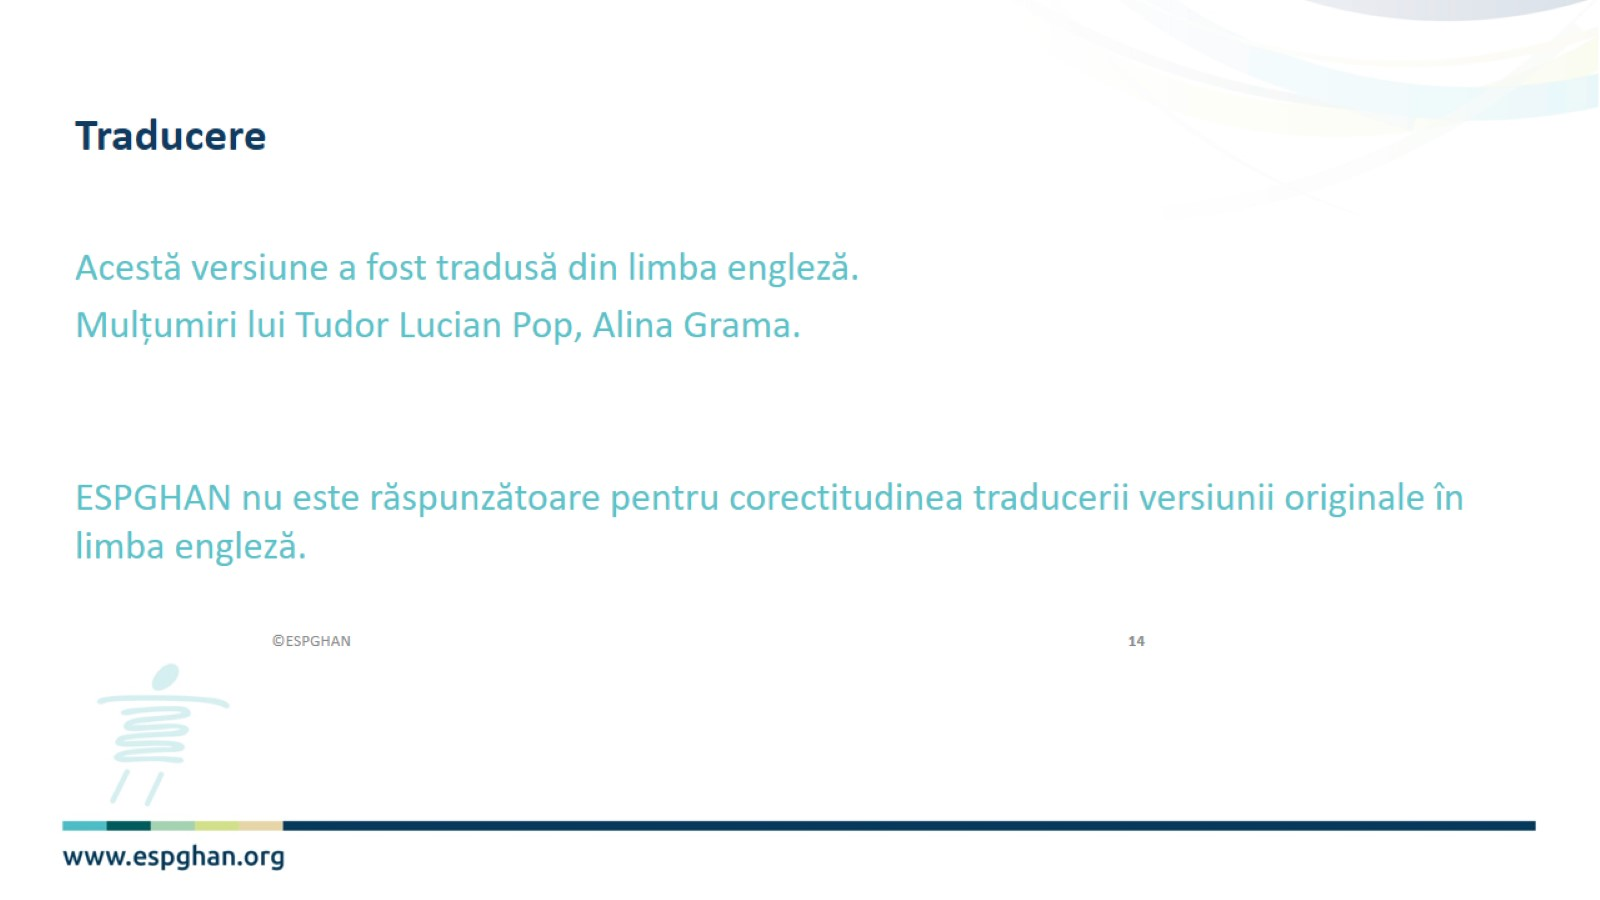 Traducere
Acestă versiune a fost tradusă din limba engleză.
Mulțumiri lui Tudor Lucian Pop, Alina Grama.
ESPGHAN nu este răspunzătoare pentru corectitudinea traducerii versiunii originale în
limba engleză.
©ESPGHAN
14
www.espghan.org